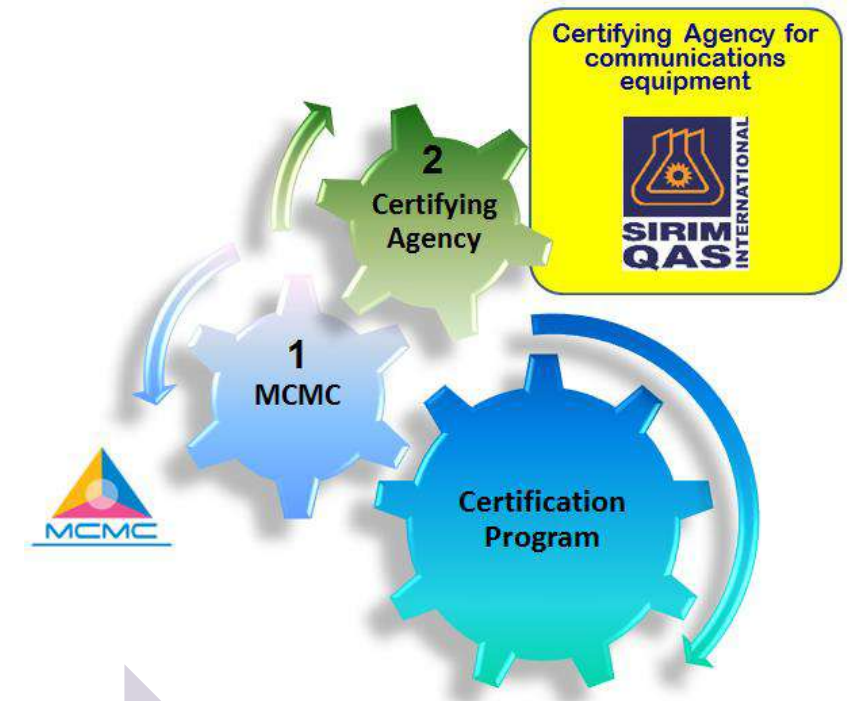 Certifying Agency for
communications
equipment
SIRIM
QAS
INTERNATIONAL
2
Certifying
Agency
1
MCMC
MCMC
Certification
Program